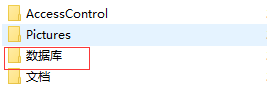 AccessControl
Pictures
数据库
文档